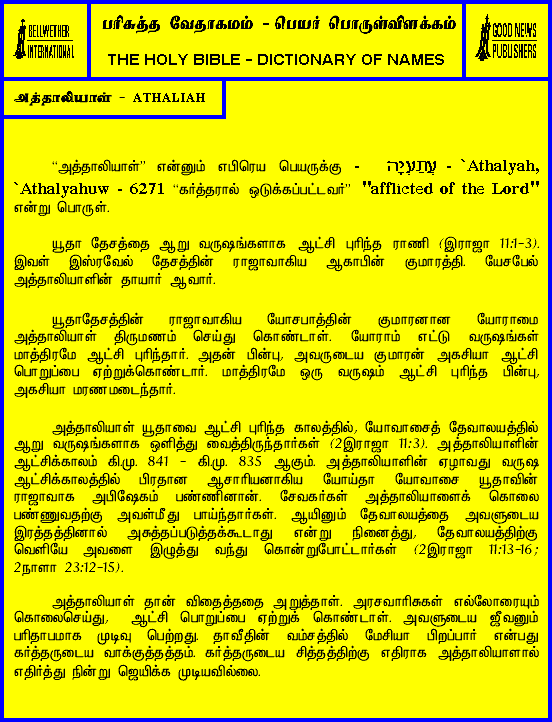 BELLWETHER
INTERNATIONAL
பரிசுத்த வேதாகமம் - பெயர் பொருள்விளக்கம்
THE HOLY BIBLE - DICTIONARY OF NAMES
GOOD NEWS
PUBLISHERS
அத்தாலியாள் - ATHALIAH
“அத்தாலியாள்” என்னும் எபிரெய பெயருக்கு - עֲתַעְיָה - `Athalyah,
`Athalyahuw - 6271 “கர்த்தரால் ஒடுக்கப்பட்டவர்” "afflicted of the Lord"
என்று பொருள்.
யூதா தேசத்தை ஆறு வருஷங்களாக ஆட்சி புரிந்த ராணி (இராஜா 11:1-3).
இவள் இஸ்ரவேல் தேசத்தின் ராஜாவாகிய ஆகாபின் குமாரத்தி. யேசபேல்
அத்தாலியாளின் தாயார் ஆவார்.
யூதாதேசத்தின் ராஜாவாகிய யோசபாத்தின் குமாரனான யோராமை
அத்தாலியாள் திருமணம் செய்து கொண்டாள். யோராம் எட்டு வருஷங்கள்
மாத்திரமே ஆட்சி புரிந்தார். அதன் பின்பு, அவருடைய குமாரன் அகசியா ஆட்சி
பொறுப்பை ஏற்றுக்கொண்டார். மாத்திரமே ஒரு வருஷம் ஆட்சி புரிந்த பின்பு,
அகசியா மரணமடைந்தார்.
அத்தாலியாள் யூதாவை ஆட்சி புரிந்த காலத்தில், யோவாசைத் தேவாலயத்தில்
ஆறு வருஷங்களாக ஒளித்து வைத்திருந்தார்கள் (2இராஜா 11:3). அத்தாலியாளின்
ஆட்சிக்காலம் கி.மு. 841 - கி.மு. 835 ஆகும். அத்தாலியாளின் ஏழாவது வருஷ
ஆட்சிக்காலத்தில் பிரதான ஆசாரியனாகிய யோய்தா யோவாசை யூதாவின்
ராஜாவாக அபிஷேகம் பண்ணினான். சேவகர்கள் அத்தாலியாளைக் கொலை
பண்ணுவதற்கு அவள்மீது பாய்ந்தார்கள். ஆயினும் தேவாலயத்தை அவளுடைய
இரத்தத்தினால் அசுத்தப்படுத்தக்கூடாது என்று நினைத்து, தேவாலயத்திற்கு
வெளியே அவளை இழுத்து வந்து கொன்றுபோட்டார்கள் (2இராஜா 11:13-16;
2நாளா 23:12-15).
அத்தாலியாள் தான் விதைத்ததை அறுத்தாள். அரசவாரிசுகள் எல்லோரையும்
கொலைசெய்து, ஆட்சி பொறுப்பை ஏற்றுக் கொண்டாள். அவளுடைய ஜீவனும்
பரிதாபமாக முடிவு பெற்றது. தாவீதின் வம்சத்தில் மேசியா பிறப்பார் என்பது
கர்த்தருடைய வாக்குத்தத்தம். கர்த்தருடைய சித்தத்திற்கு எதிராக அத்தாலியாளால்
எதிர்த்து நின்று ஜெயிக்க முடியவில்லை.